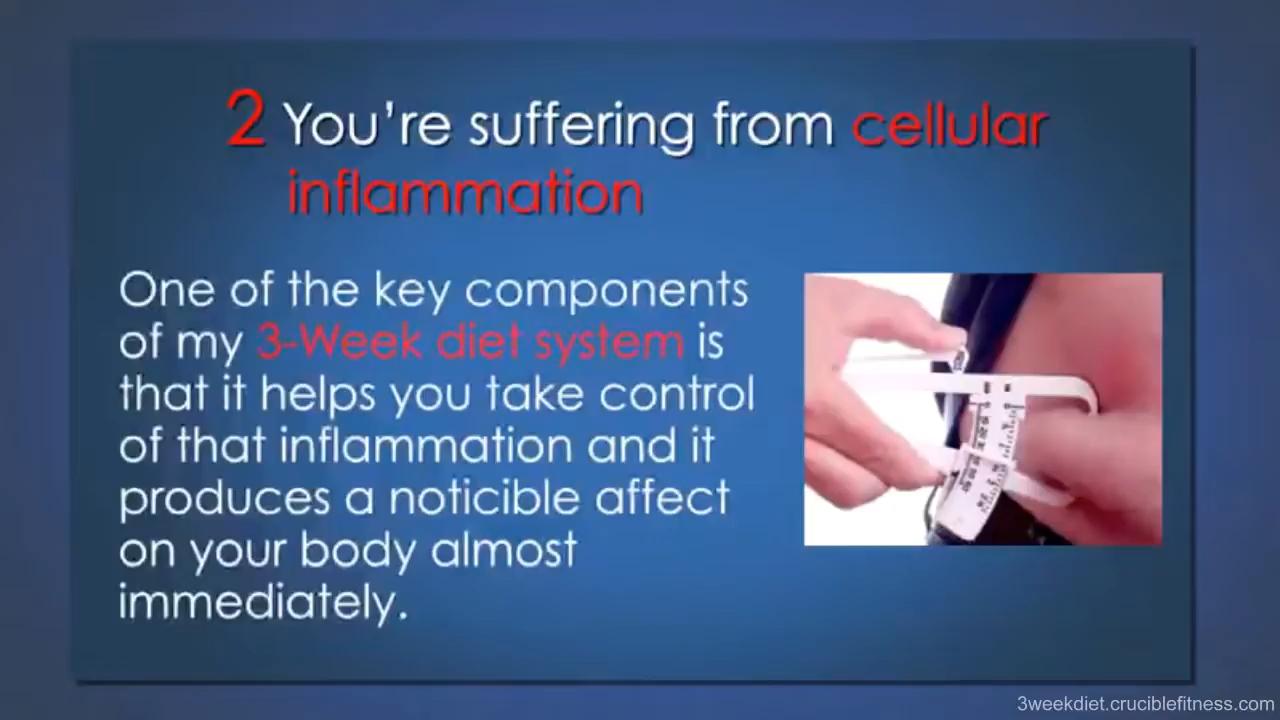 2 You're suffering from cellular
inflammation
One of the key components
of my 3-Week diet system is
that it helps you take control
of that inflammation and it
produces a noticible affect
on your body almost
immediately.
3weekdiet.cruciblefitness.com